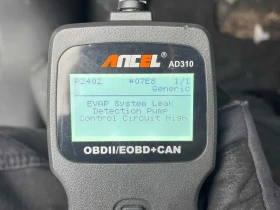 ANCEL
AD310
P2402 #07E8 1/1
Generic
EVAP System Leak
Detection Pump
Control Circuit High
OBDII/EOBD+CAN